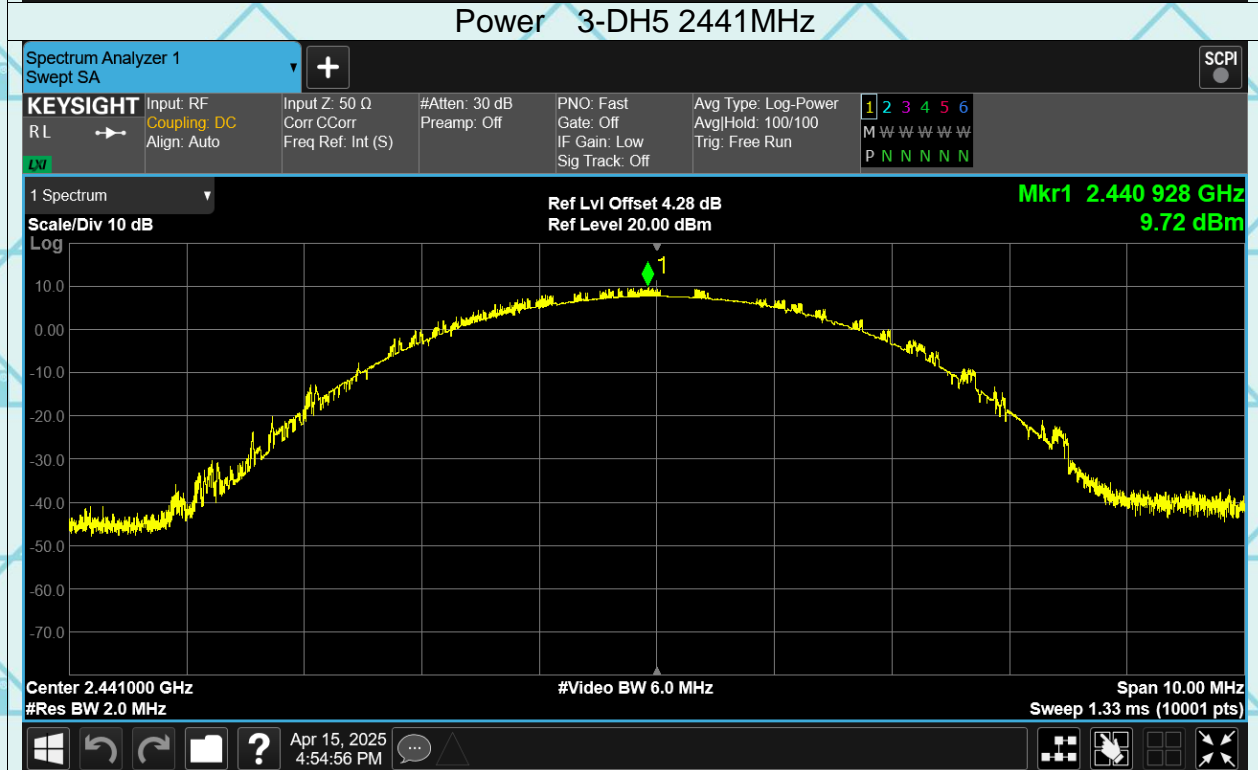 Power 3-DH5 2441MHz
Spectrum Analyzer 1
Swept SA
▼
+
SCPI
KEYSIGHT
R L
LXI
Input: RF
Coupling: DC
Align: Auto
Input Z: 50 Ω
Corr CCorr
Freq Ref: Int (S)
#Atten: 30 dB
Preamp: Off
PNO: Fast
Gate: Off
IF Gain: Low
Sig Track: Off
Avg Type: Log-Power
Avg|Hold: 100/100
Trig: Free Run
1 2 3 4 5 6
M W W W W W
P N N N N N
1 Spectrum ▼
Scale/Div 10 dB
Ref Lvl Offset 4.28 dB
Ref Level 20.00 dBm
Mkr1 2.440 928 GHz
9.72 dBm
Log
1
10.0
0.00
-10.0
-20.0
-30.0
-40.0
-50.0
-60.0
-70.0
Center 2.441000 GHz
#Video BW 6.0 MHz
Span 10.00 MHz
#Res BW 2.0 MHz
Sweep 1.33 ms (10001 pts)
?
Apr 15, 2025
4:54:56 PM